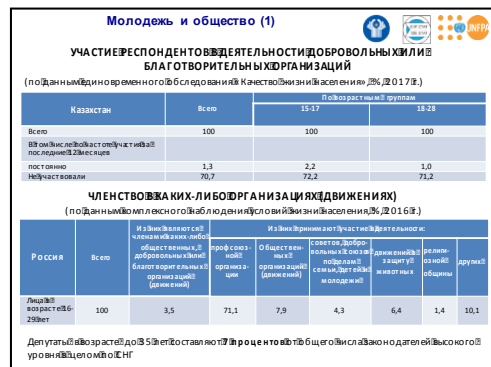 Молодежь и общество (1)
UNFPA
УЧАСТИЕ РЕСПОНДЕНТОВ В ДЕЯТЕЛЬНОСТИ ДОБРОВОЛЬНЫХ ИЛИ
БЛАГОТВОРИТЕЛЬНЫХ ОРГАНИЗАЦИЙ
(по данным единовременного обследования Качество жизни населения», %, 2017 г.)
Казахстан Всего По возрастным группам
15-17 18-28
Всего 100 100 100
В том числе по частоте участия за
последние 12 месяцев
постоянно 1,3 2,2 1,0
Не участвовали 70,7 72,2 71,2
ЧЛЕНСТВО В КАКИХ-ЛИБО ОРГАНИЗАЦИЯХ (ДВИЖЕНИЯХ)
(по данным комплексного наблюдения условий жизни населения, %, 2016 г.)
Россия
Всего
Из них являются
членами каких-либо
общественных,
добровольных или
благотворительных
организаций
(движений)
Из них принимают участие в деятельности:
профсоюз-
ной
организа-
ции
Обществен-
ных
организаций
(движений)
советов, добро-
вольных союзов
по делам
семьи, детей и
молодежи
движений за
защиту
животных
религи-
озной
общины
других
Лица в
возрасте 16-
29 лет
100 3,5 71,1 7,9 4,3 6,4 1,4 10,1
Депутаты в возрасте до 35 лет составляют 7 процентов от общего числа законодателей высокого
уровня в целом по СНГ